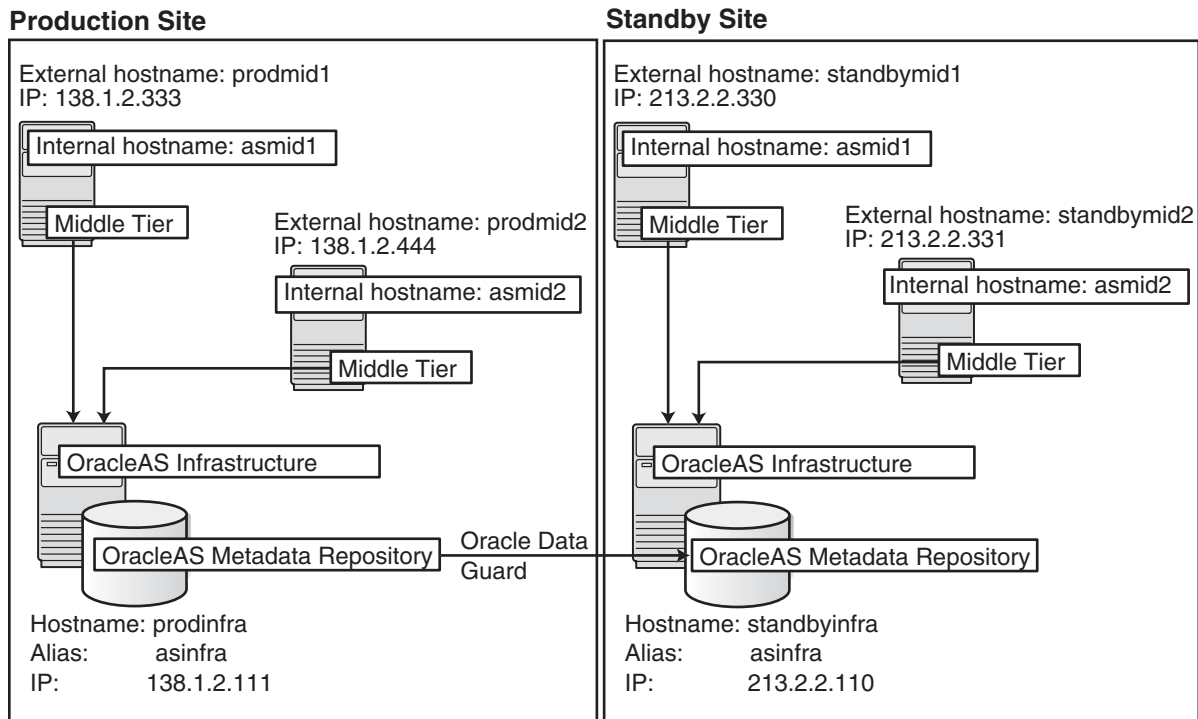 Production Site
External hostname: prodmid1
IP: 138.1.2.333
Internal hostname: asmid1
Middle Tier
External hostname: prodmid2
IP: 138.1.2.444
Internal hostname: asmid2
Middle Tier
OracleAS Infrastructure
OracleAS Metadata Repository
Oracle Data
Guard
Hostname: prodinfra
Alias: asinfra
IP: 138.1.2.111
Standby Site
External hostname: standbymid1
IP: 213.2.2.330
Internal hostname: asmid1
Middle Tier
External hostname: standbymid2
IP: 213.2.2.331
Internal hostname: asmid2
Middle Tier
OracleAS Infrastructure
OracleAS Metadata Repository
Hostname: standbyinfra
Alias: asinfra
IP: 213.2.2.110